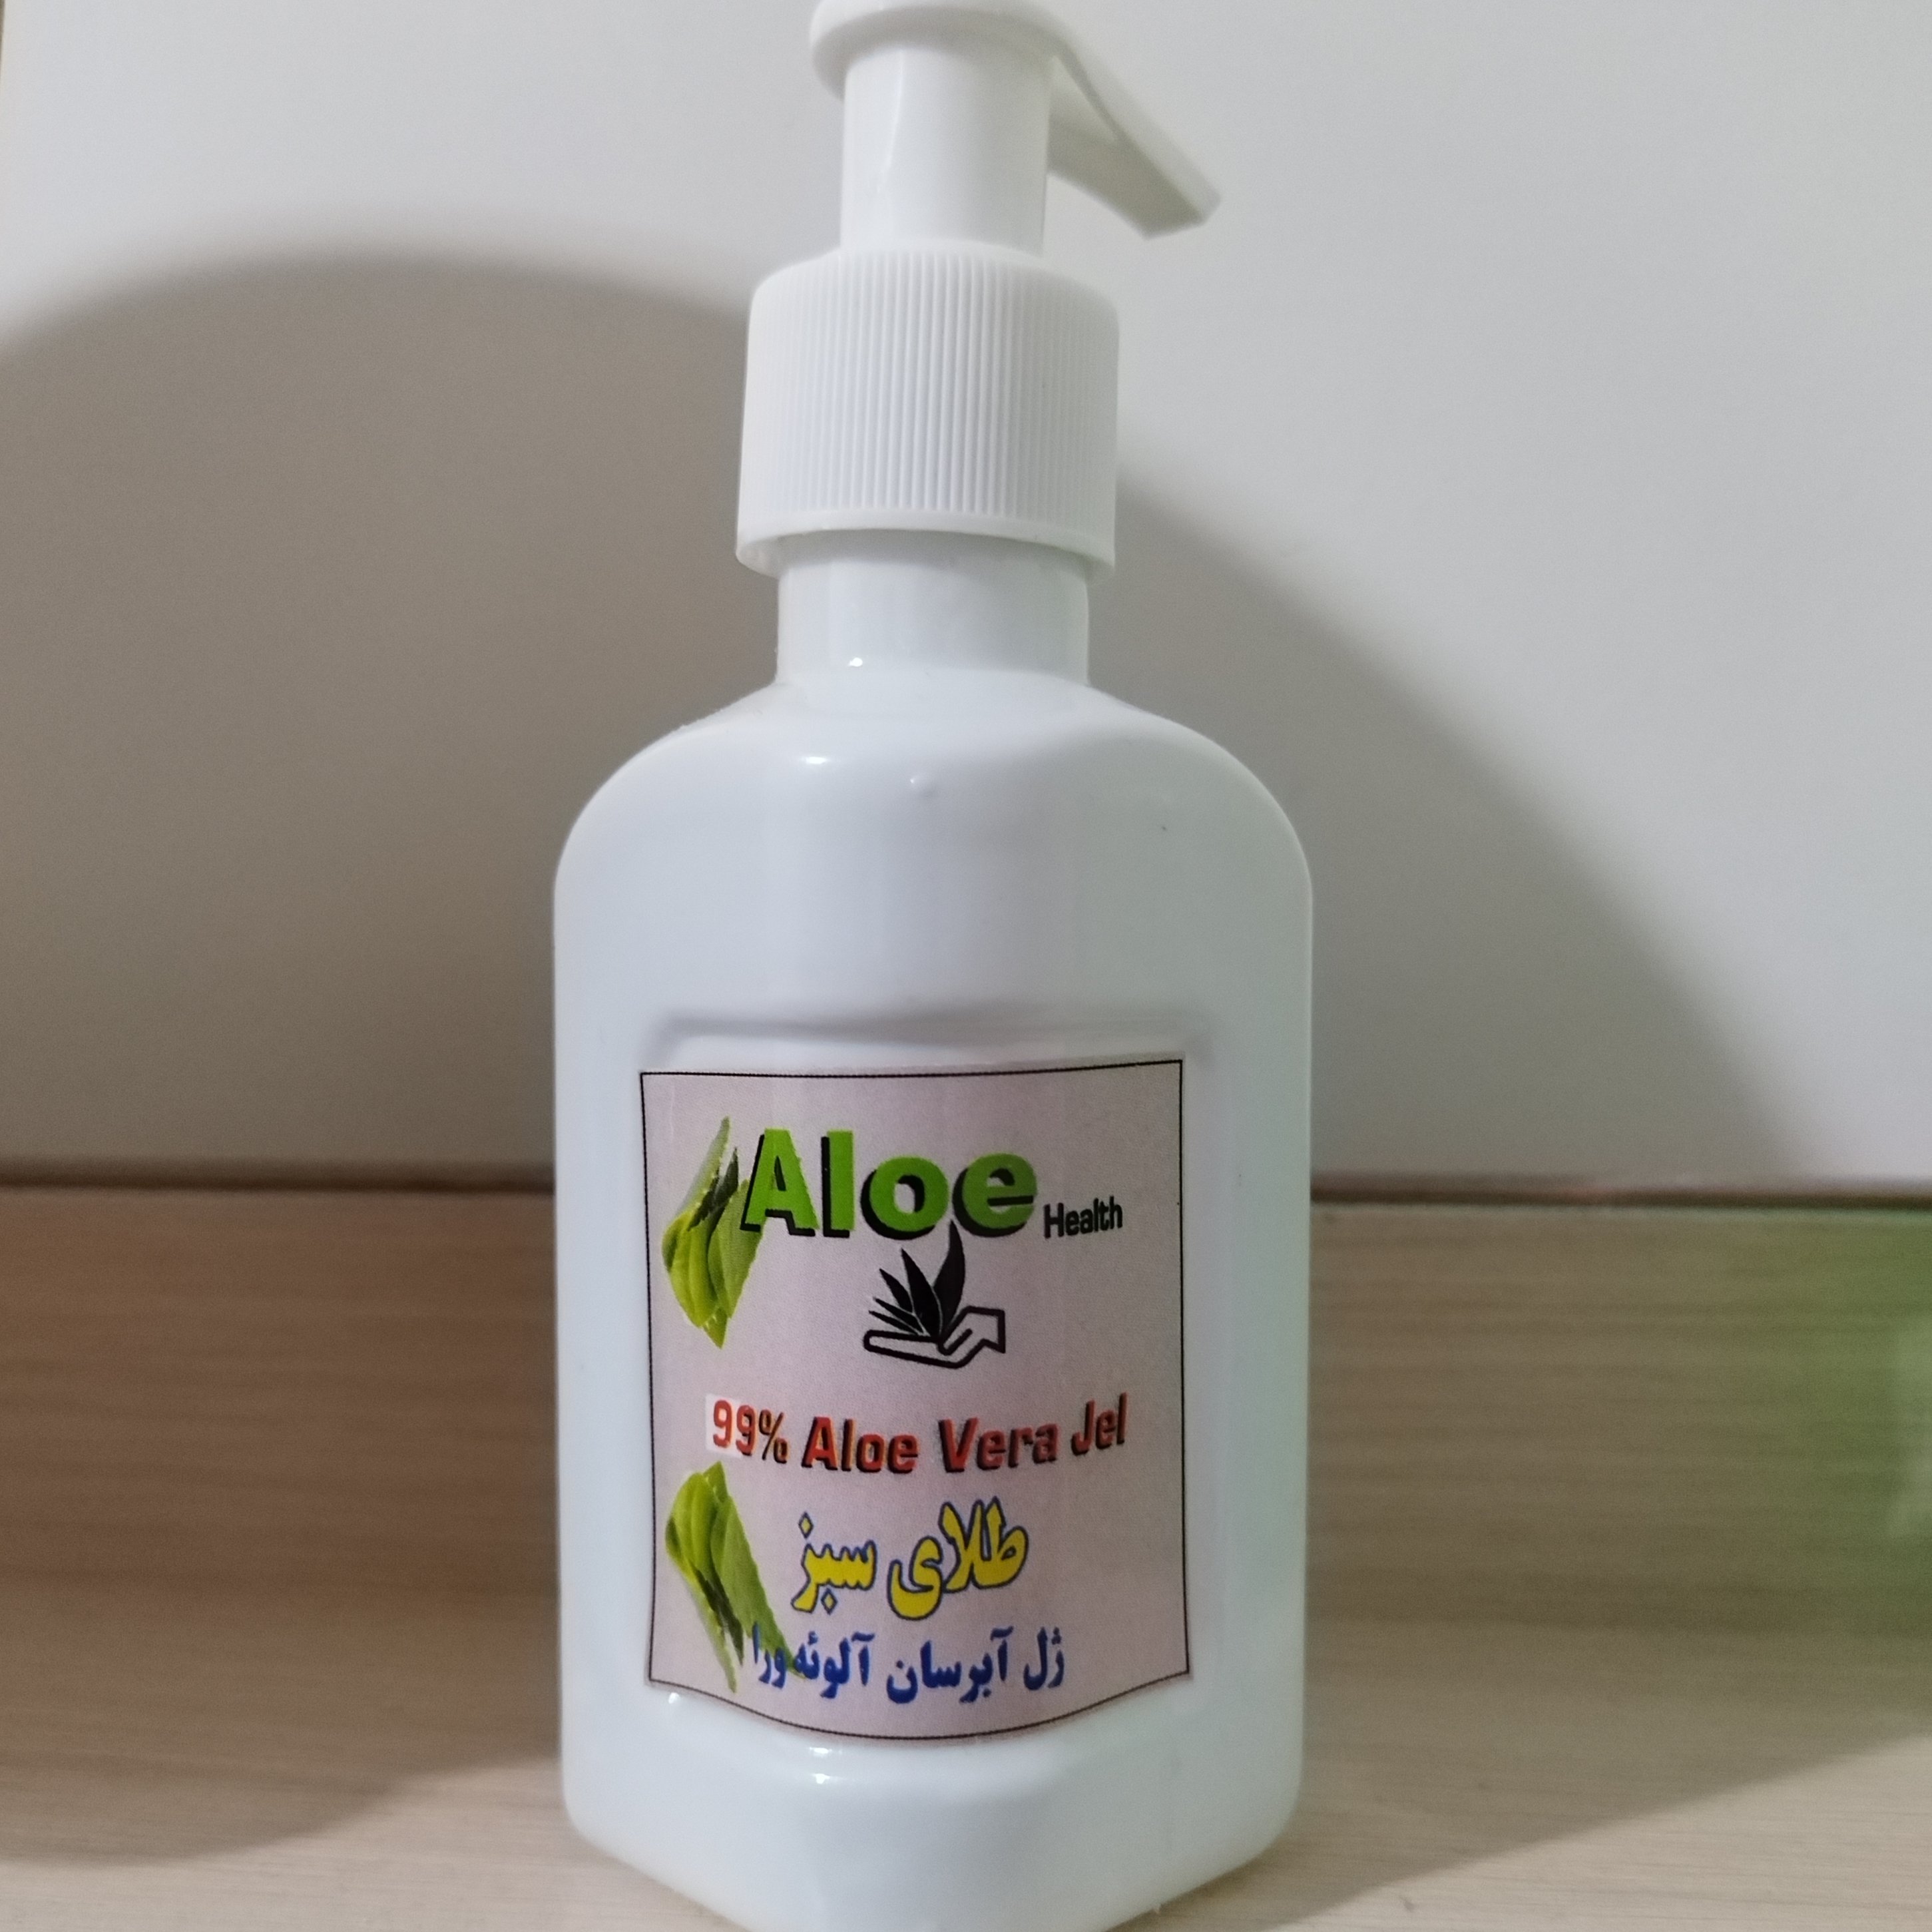 Aloe Health
99% Aloe Vera Jel
طلای سبز
ژل آبرسان آلوئه ورا